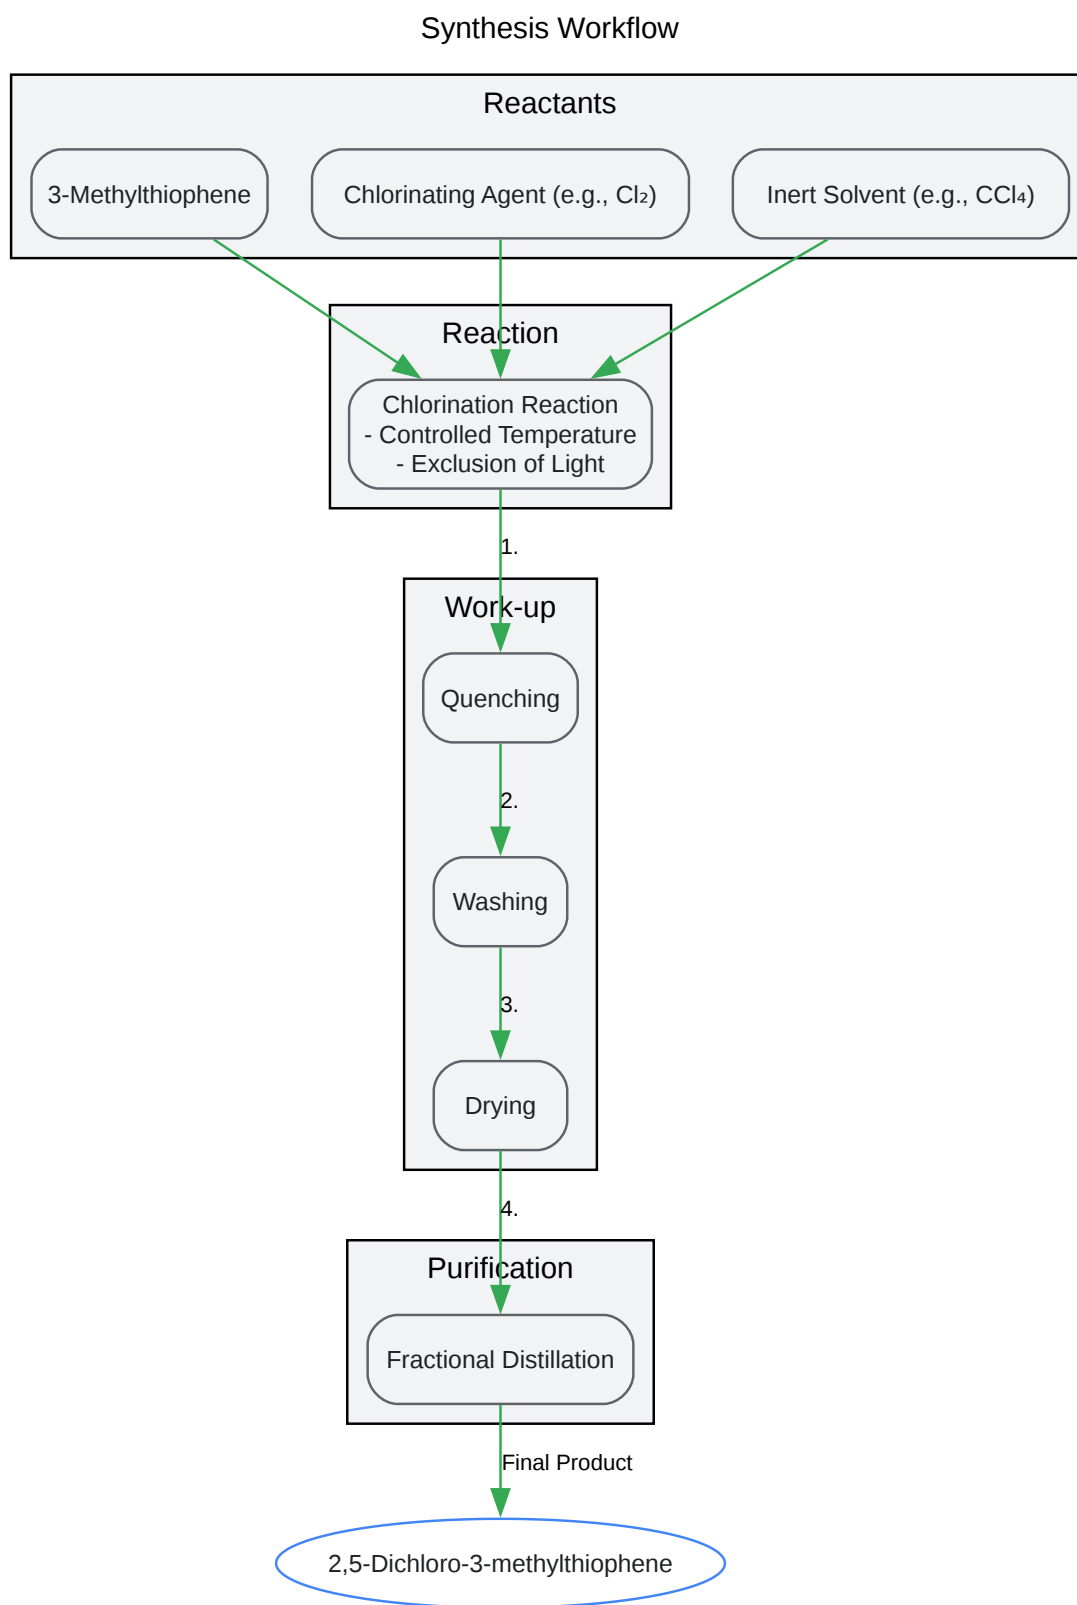 Synthesis Workflow
Reactants
3-Methylthiophene
Chlorinating Agent (e.g., Cl₂)
Inert Solvent (e.g., CCl₄)
Reaction
Chlorination Reaction
- Controlled Temperature
- Exclusion of Light
1.
Work-up
Quenching
2.
Washing
3.
Drying
4.
Purification
Fractional Distillation
Final Product
2,5-Dichloro-3-methylthiophene